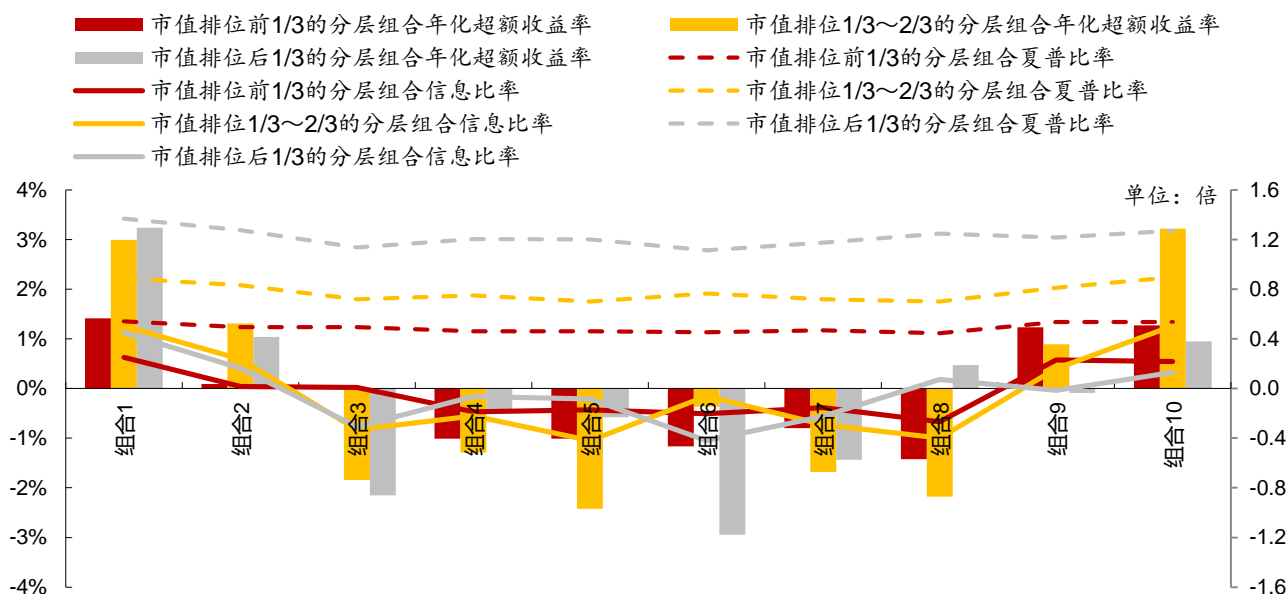 市值排位前1/3的分层组合年化超额收益率
市值排位1/3～2/3的分层组合年化超额收益率
市值排位后1/3的分层组合年化超额收益率
市值排位前1/3的分层组合夏普比率
市值排位前1/3的分层组合信息比率
市值排位1/3～2/3的分层组合夏普比率
市值排位1/3～2/3的分层组合信息比率
市值排位后1/3的分层组合夏普比率
市值排位后1/3的分层组合信息比率
单位：倍
4%
3%
2%
1%
0%
-1%
-2%
-3%
-4%
1.6
1.2
0.8
0.4
0.0
-0.4
-0.8
-1.2
-1.6
组合1
组合2
组合3
组合4
组合5
组合6
组合7
组合8
组合9
组合10